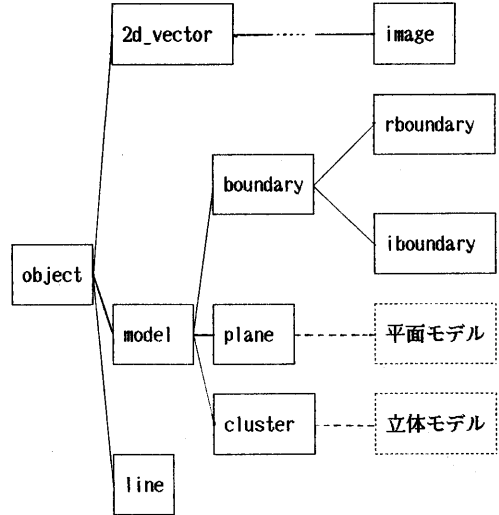 2d_vector
image
rboundary
boundary
iboundary
object
model
plane
平面モデル
cluster
立体モデル
line